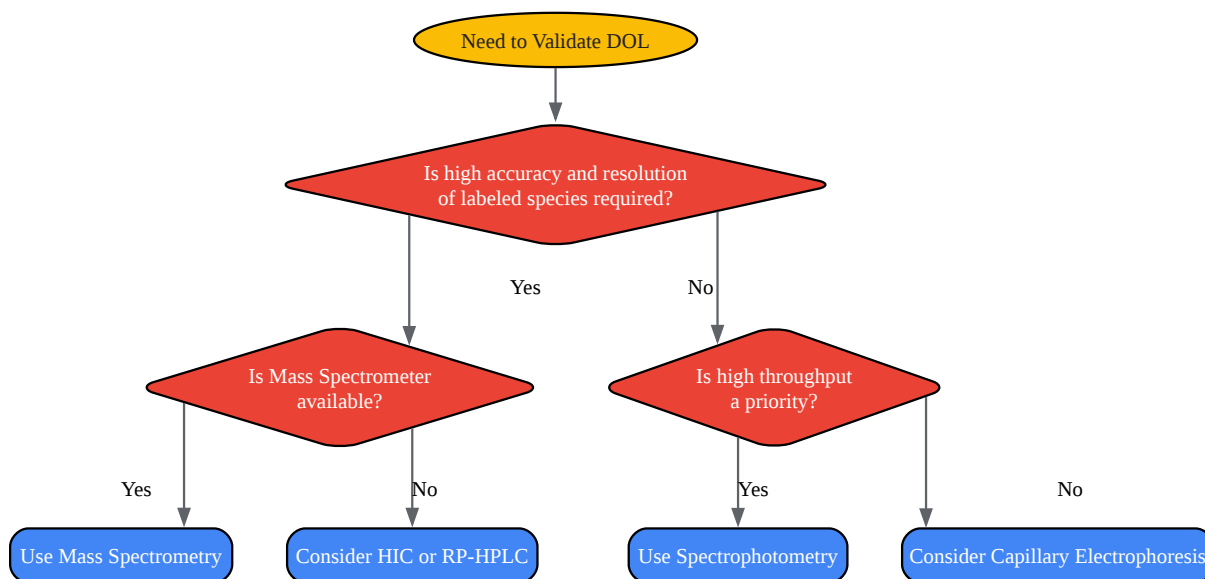 Need to Validate DOL
Is high accuracy and resolution
of labeled species required?
Yes
No
Is Mass Spectrometer
available?
Is high throughput
a priority?
Yes
No
Yes
No
Use Mass Spectrometry
Consider HIC or RP-HPLC
Use Spectrophotometry
Consider Capillary Electrophoresis